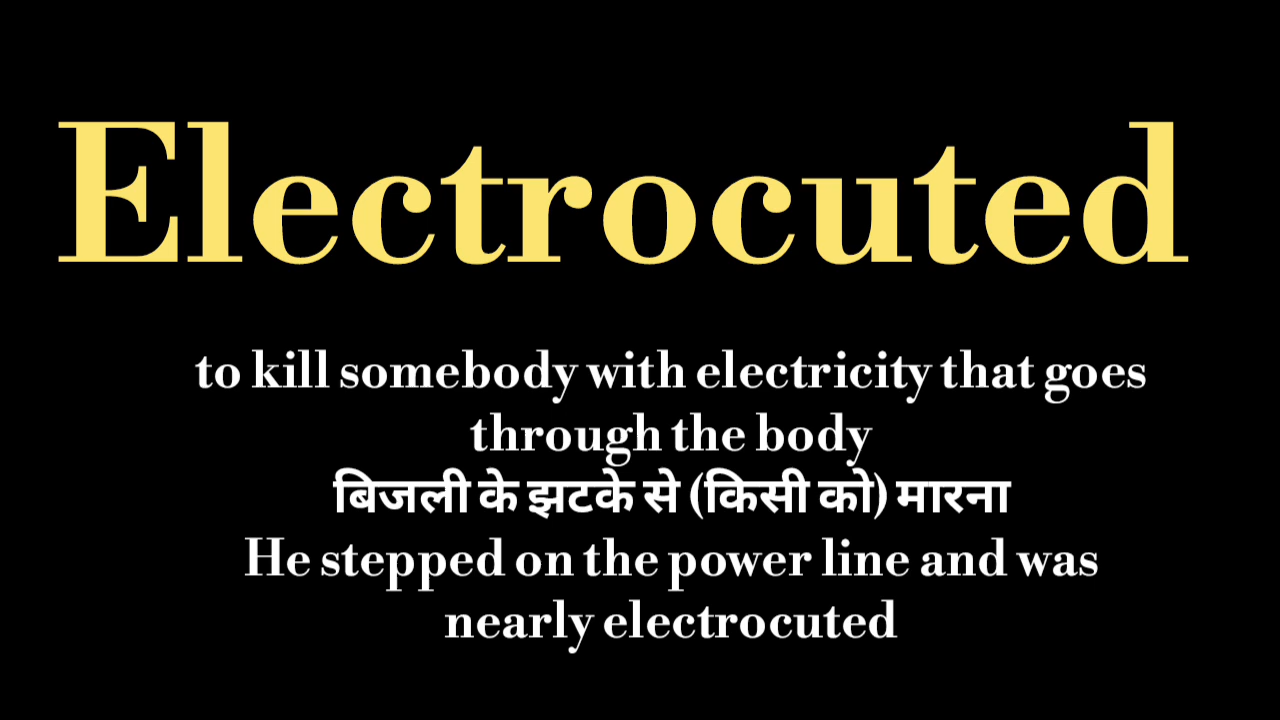 Electrocuted
to kill somebody with electricity that goes
through the body
बिजली के झटके से (किसी को) मारना
He stepped on the power line and was
nearly electrocuted